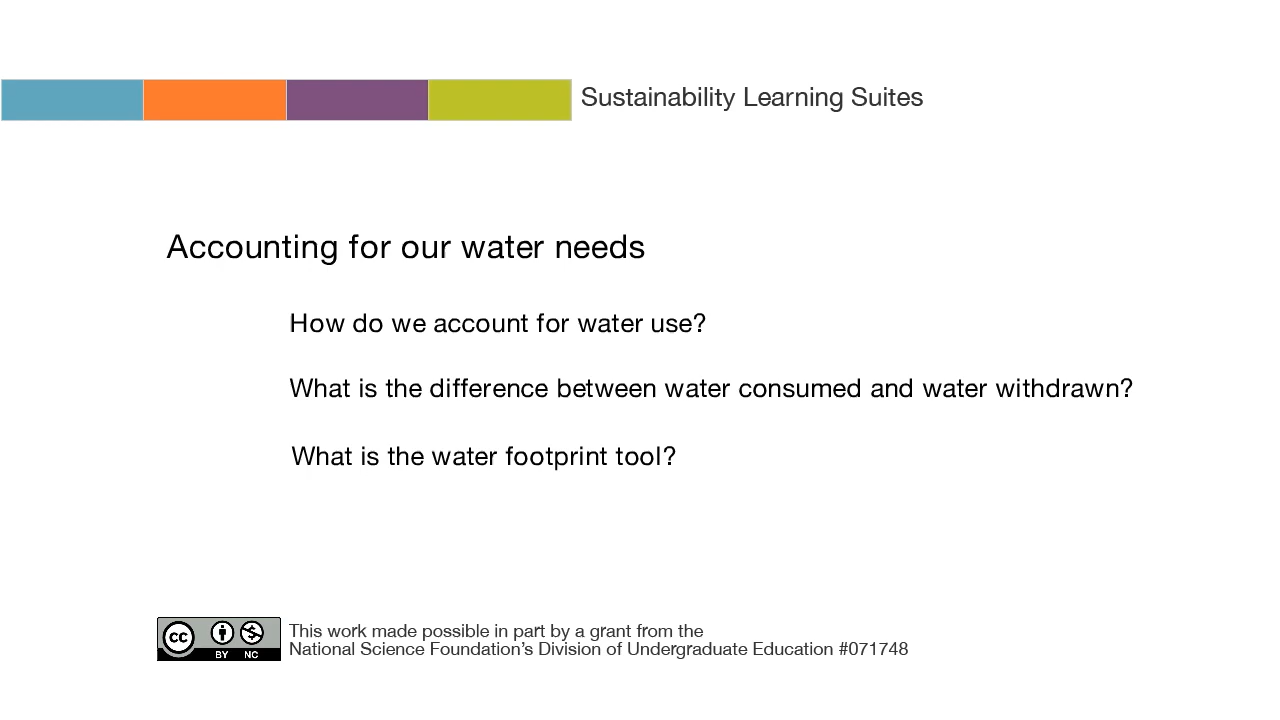 Sustainability Learning Suites
Accounting for our water needs
How do we account for water use?
What is the difference between water consumed and water withdrawn?
What is the water footprint tool?
cc
BY NC
This work made possible in part by a grant from the
National Science Foundation’s Division of Undergraduate Education #071748